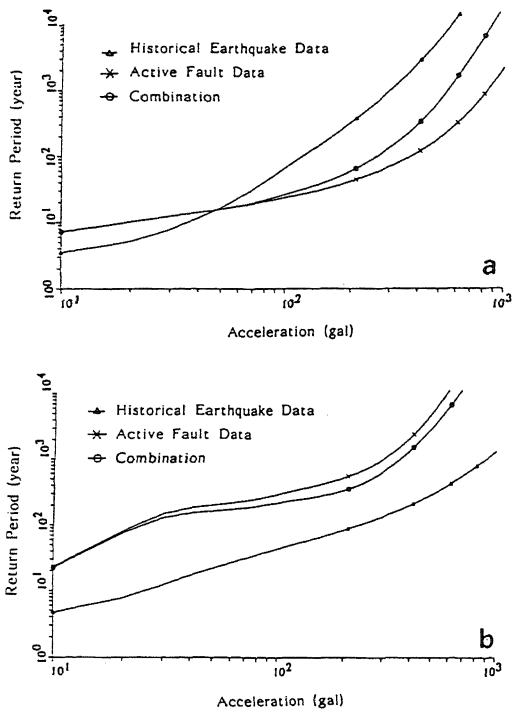 10⁴
10³
10²
10¹
10⁰
Return Period (year)
Historical Earthquake Data
Active Fault Data
Combination
a
10¹
10²
10³
Acceleration (gal)
10⁴
10³
10²
10¹
10⁰
Return Period (year)
Historical Earthquake Data
Active Fault Data
Combination
b
10¹
10²
10³
Acceleration (gal)